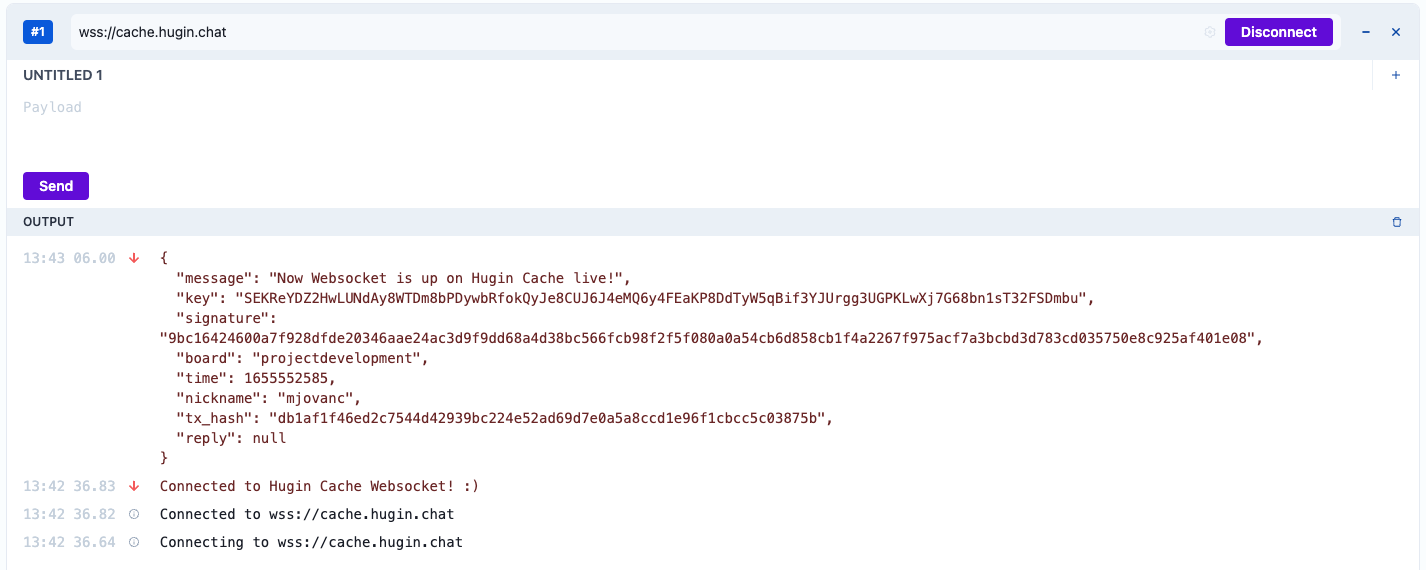 #1 wss://cache.hugin.chat Disconnect
UNTITLED 1
Payload
Send
OUTPUT
13:43 06.00 {
"message": "Now Websocket is up on Hugin Cache live!",
"key": "SEKReYDZ2HwLUNdAy8WTDm8bPDywbRfokQyJe8CUJ6J4eMQ6y4FEaKP8DdTyW5qBif3YJUrgg3UGPKLwXj7G68bn1sT32FSDmbu",
"signature":
"9bc16424600a7f928dfde20346aae24ac3d9f9dd68a4d38bc566fcb98f2f5f080a0a54cb6d858cb1f4a2267f975acf7a3bcbd3d783cd035750e8c925af401e08",
"board": "projectdevelopment",
"time": 1655552585,
"nickname": "mjovanc",
"tx_hash": "db1af1f46ed2c7544d42939bc224e52ad69d7e0a5a8ccd1e96f1cbcc5c03875b",
"reply": null
}
13:42 36.83 Connected to Hugin Cache Websocket! :)
13:42 36.82 Connected to wss://cache.hugin.chat
13:42 36.64 Connecting to wss://cache.hugin.chat